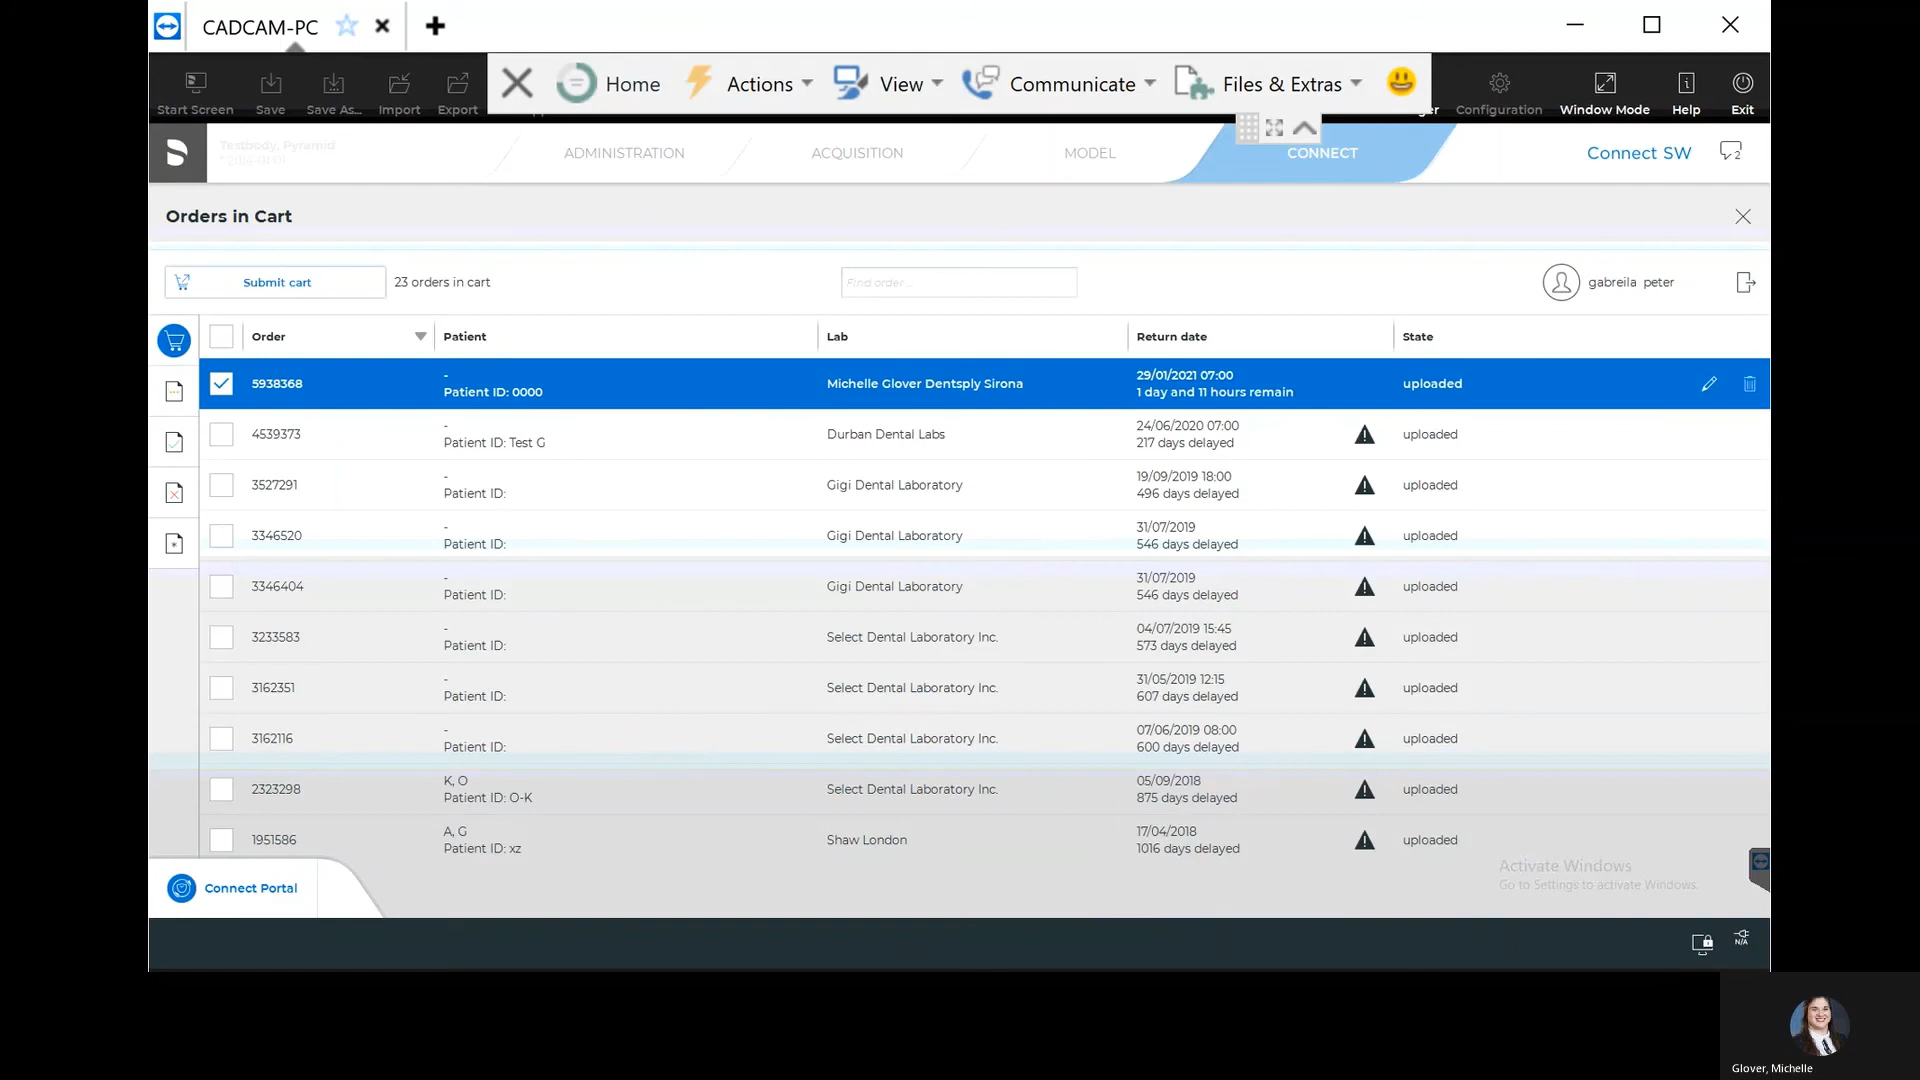 CADCAM-PC
Home
Actions
View
Communicate
Files & Extras
Start Screen
Save
Save As...
Import
Export
Configuration
Window Mode
Help
Exit
Testbody, Pyramid
ADMINISTRATION
ACQUISITION
MODEL
CONNECT
Connect SW
2
Orders in Cart
Submit cart
23 orders in cart
Find order...
gabreila peter
Order
Patient
Lab
Return date
State
5938368
-
Patient ID: 0000
Michelle Glover Dentsply Sirona
29/01/2021 07:00
1 day and 11 hours remain
uploaded
4539373
-
Patient ID: Test G
Durban Dental Labs
24/06/2020 07:00
217 days delayed
uploaded
3527291
-
Patient ID:
Gigi Dental Laboratory
19/09/2019 18:00
496 days delayed
uploaded
3346520
-
Patient ID:
Gigi Dental Laboratory
31/07/2019
546 days delayed
uploaded
3346404
-
Patient ID:
Gigi Dental Laboratory
31/07/2019
546 days delayed
uploaded
3233583
-
Patient ID:
Select Dental Laboratory Inc.
04/07/2019 15:45
573 days delayed
uploaded
3162351
-
Patient ID:
Select Dental Laboratory Inc.
31/05/2019 12:15
607 days delayed
uploaded
3162116
-
Patient ID:
Select Dental Laboratory Inc.
07/06/2019 08:00
600 days delayed
uploaded
2323298
K, O
Patient ID: O-K
Select Dental Laboratory Inc.
05/09/2018
875 days delayed
uploaded
1951586
A, G
Patient ID: xz
Shaw London
17/04/2018
1016 days delayed
uploaded
Activate Windows
Go to Settings to activate Windows.
Connect Portal
N/A
Glover, Michelle